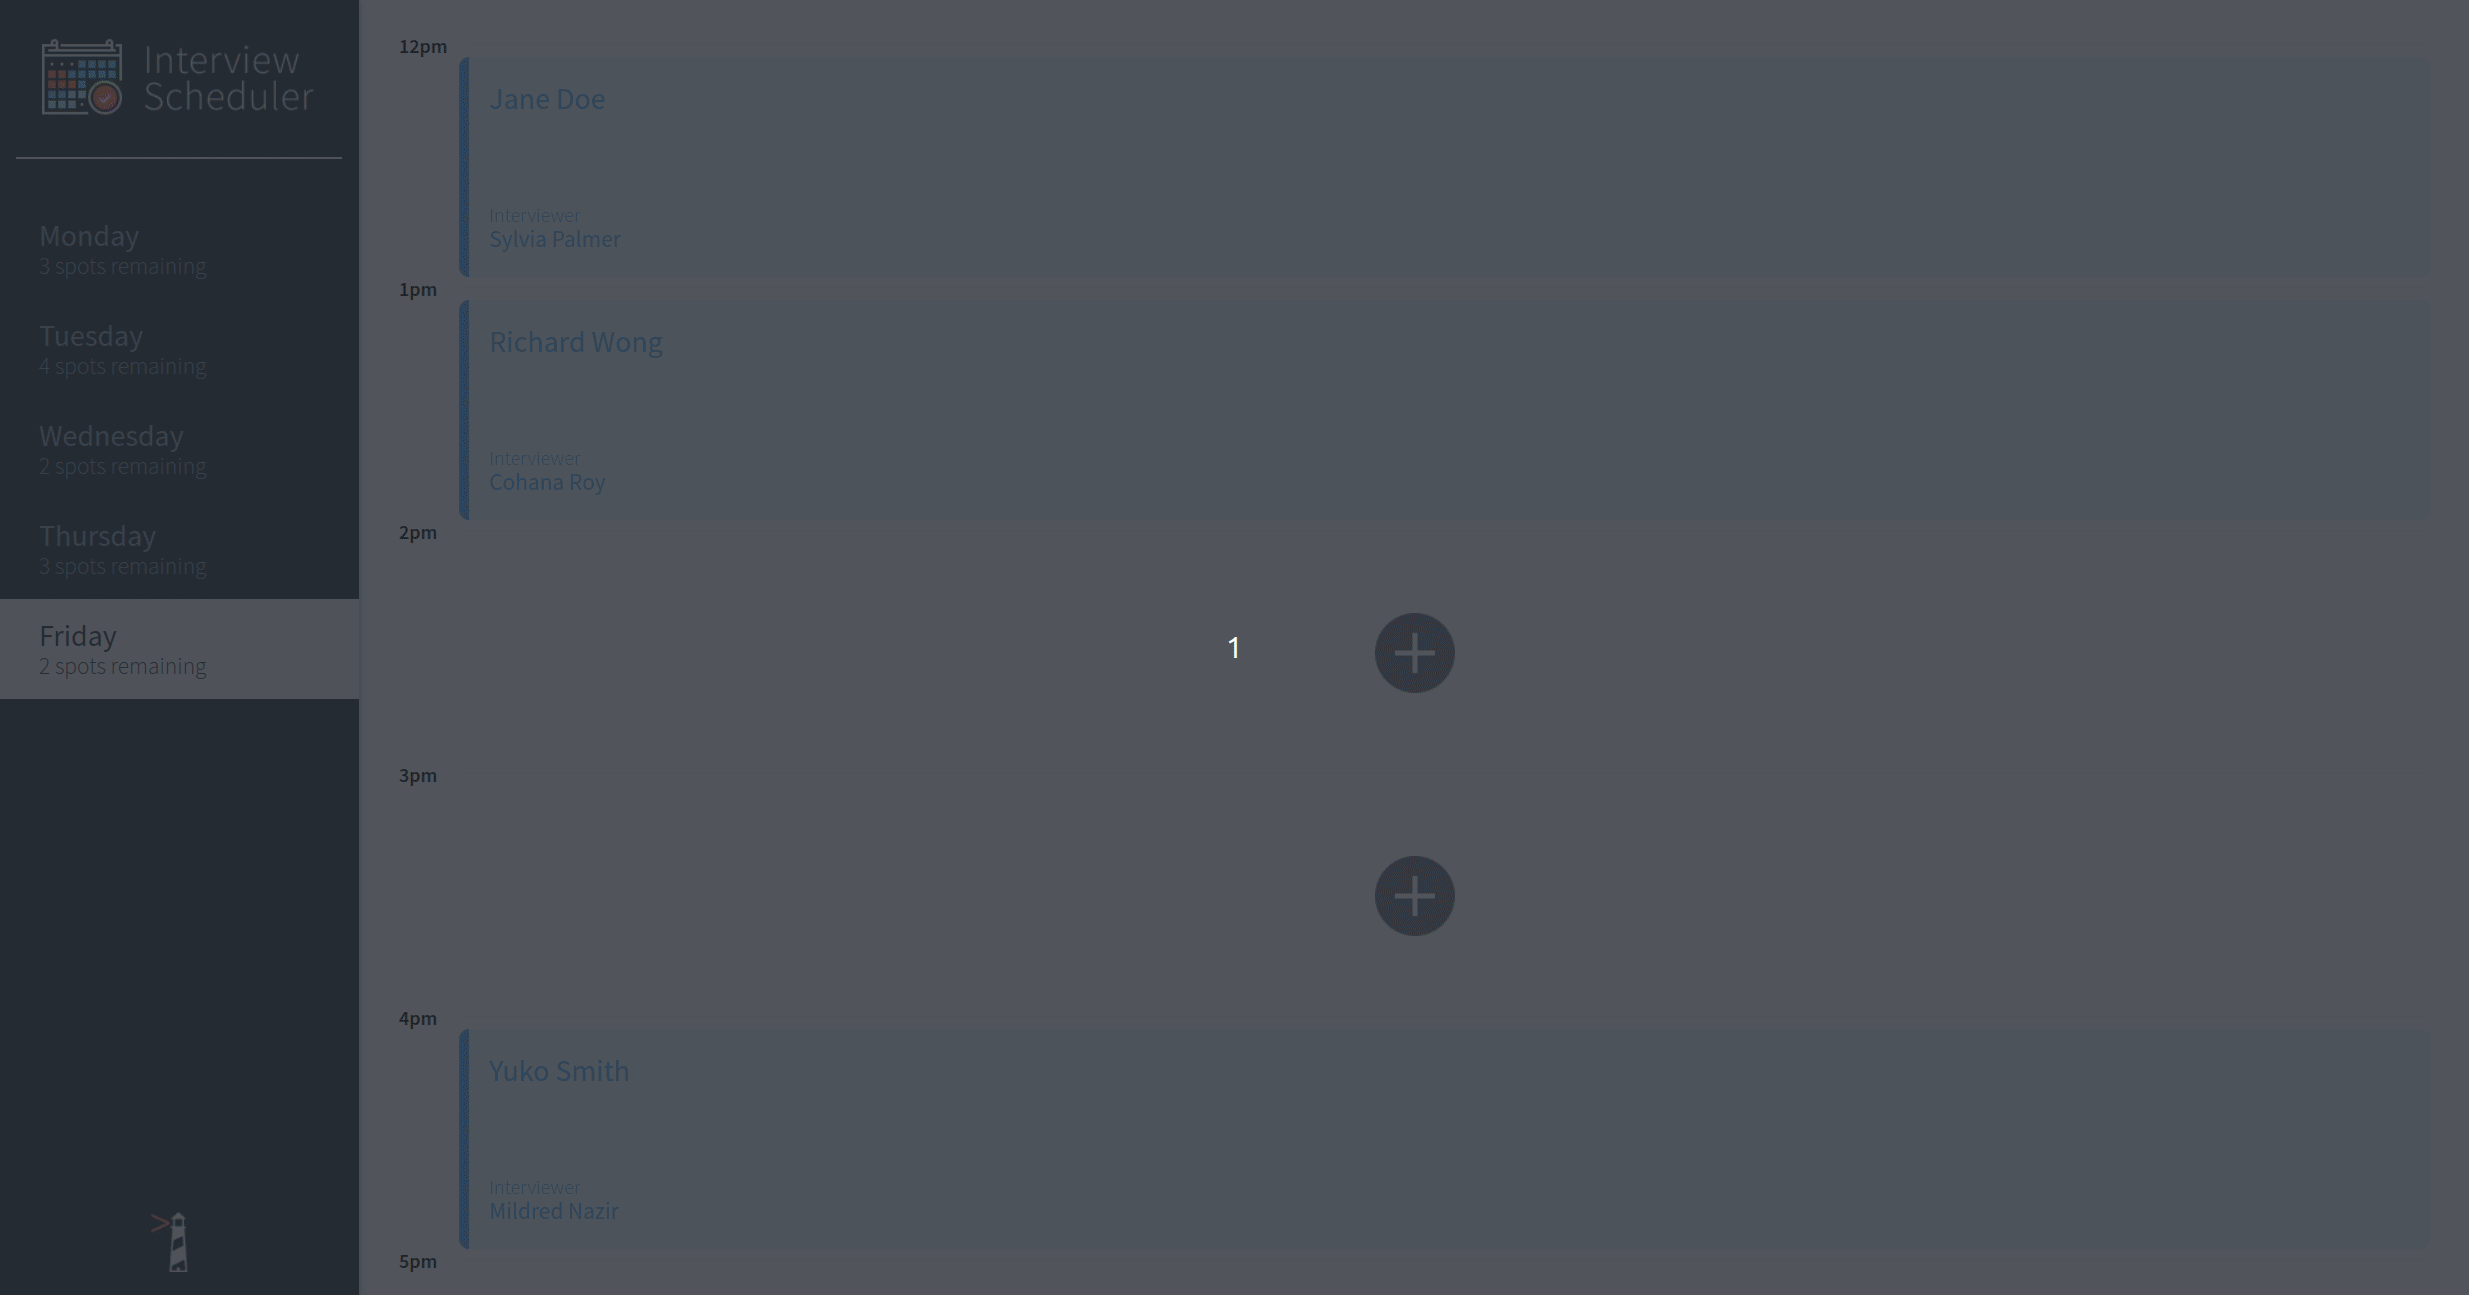 Interview
Scheduler
Monday
3 spots remaining
Tuesday
4 spots remaining
Wednesday
2 spots remaining
Thursday
3 spots remaining
Friday
2 spots remaining
12pm
Jane Doe
Interviewer
Sylvia Palmer
1pm
Richard Wong
Interviewer
Cohana Roy
2pm
1
3pm
4pm
Yuko Smith
Interviewer
Mildred Nazir
5pm